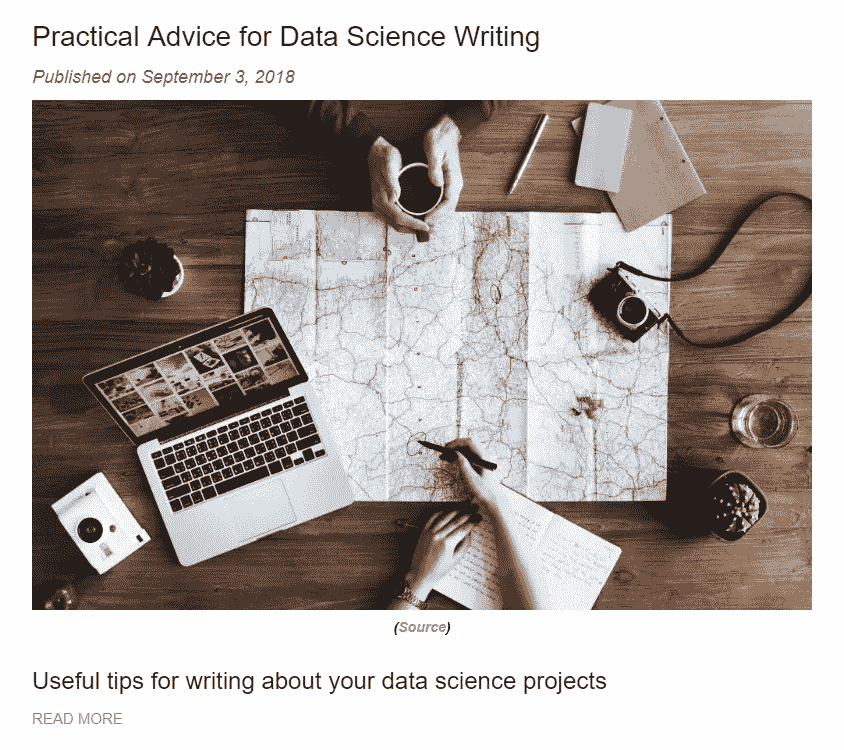 Practical Advice for Data Science Writing
Published on September 3, 2018
(Source)
Useful tips for writing about your data science projects
READ MORE